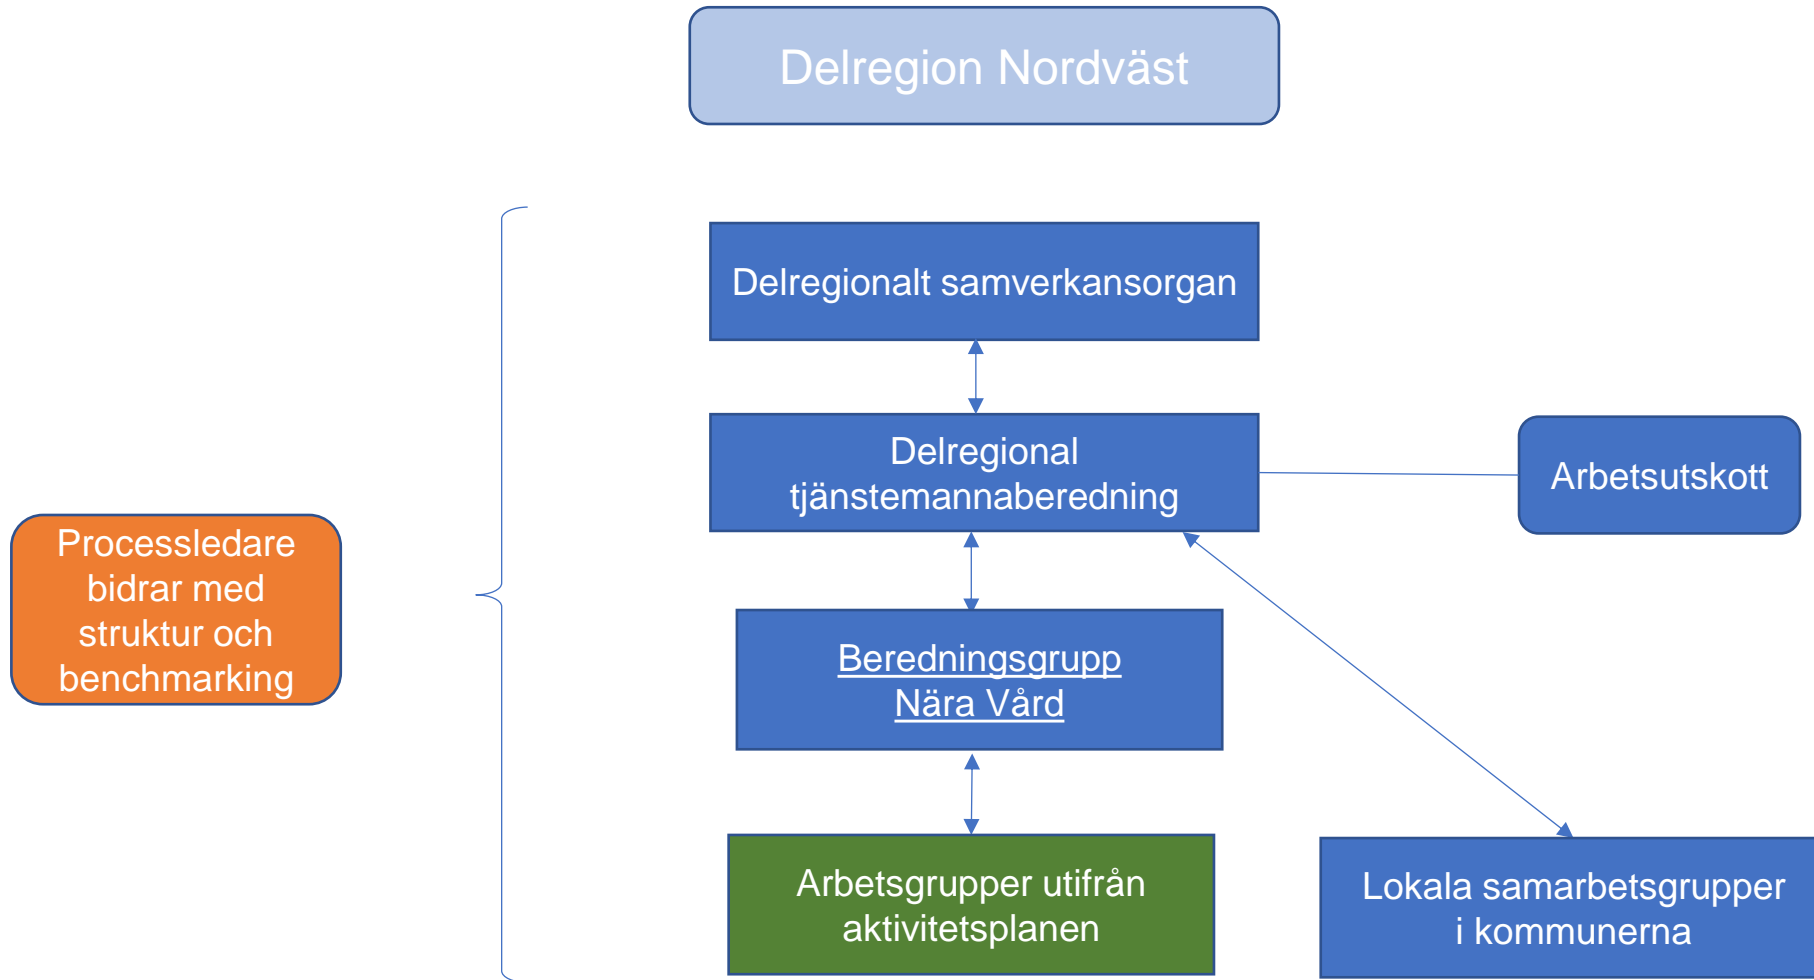 Delregion Nordväst
Delregionalt samverkansorgan
Delregional
tjänstemannaberedning
Arbetsutskott
Processledare
bidrar med
struktur och
benchmarking
Beredningsgrupp
Nära Vård
Arbetsgrupper utifrån
aktivitetsplanen
Lokala samarbetsgrupper
i kommunerna